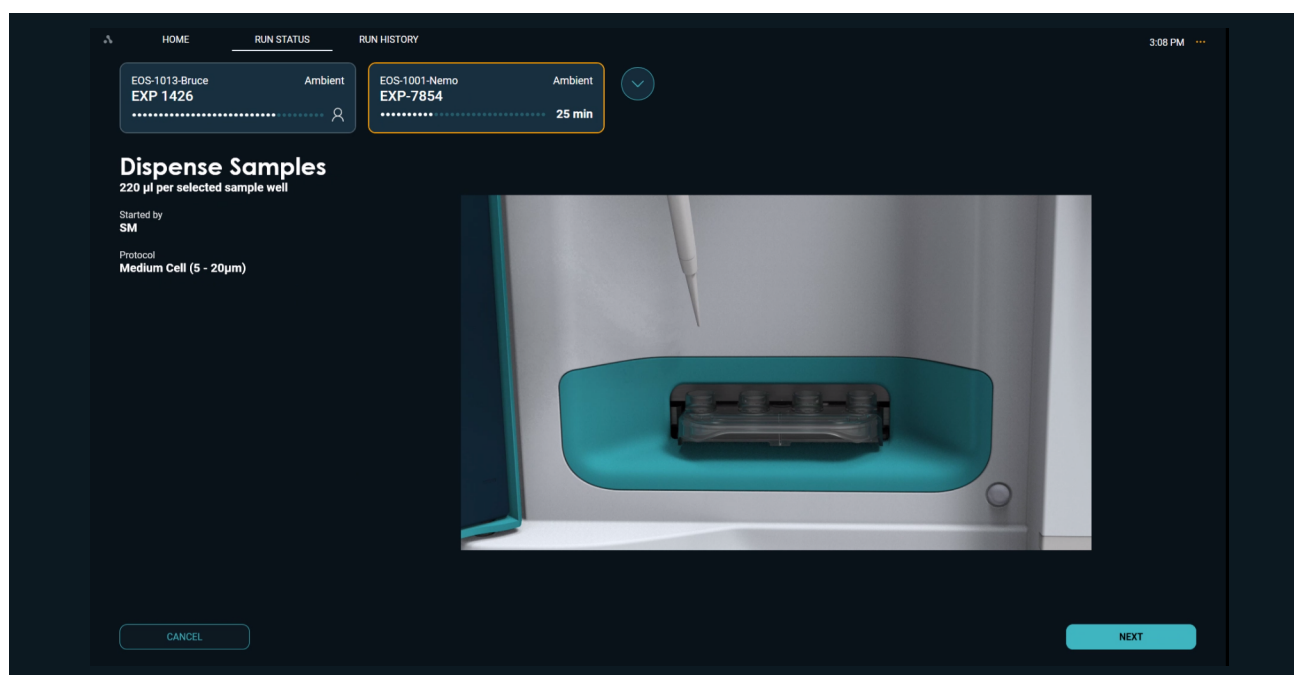 HOME RUN STATUS RUN HISTORY 3:08 PM
EOS-1013-Bruce Ambient
EXP 1426
EOS-1001-Nemo Ambient
EXP-7854
25 min
Dispense Samples
220 µl per selected sample well
Started by
SM
Protocol
Medium Cell (5 - 20µm)
CANCEL NEXT